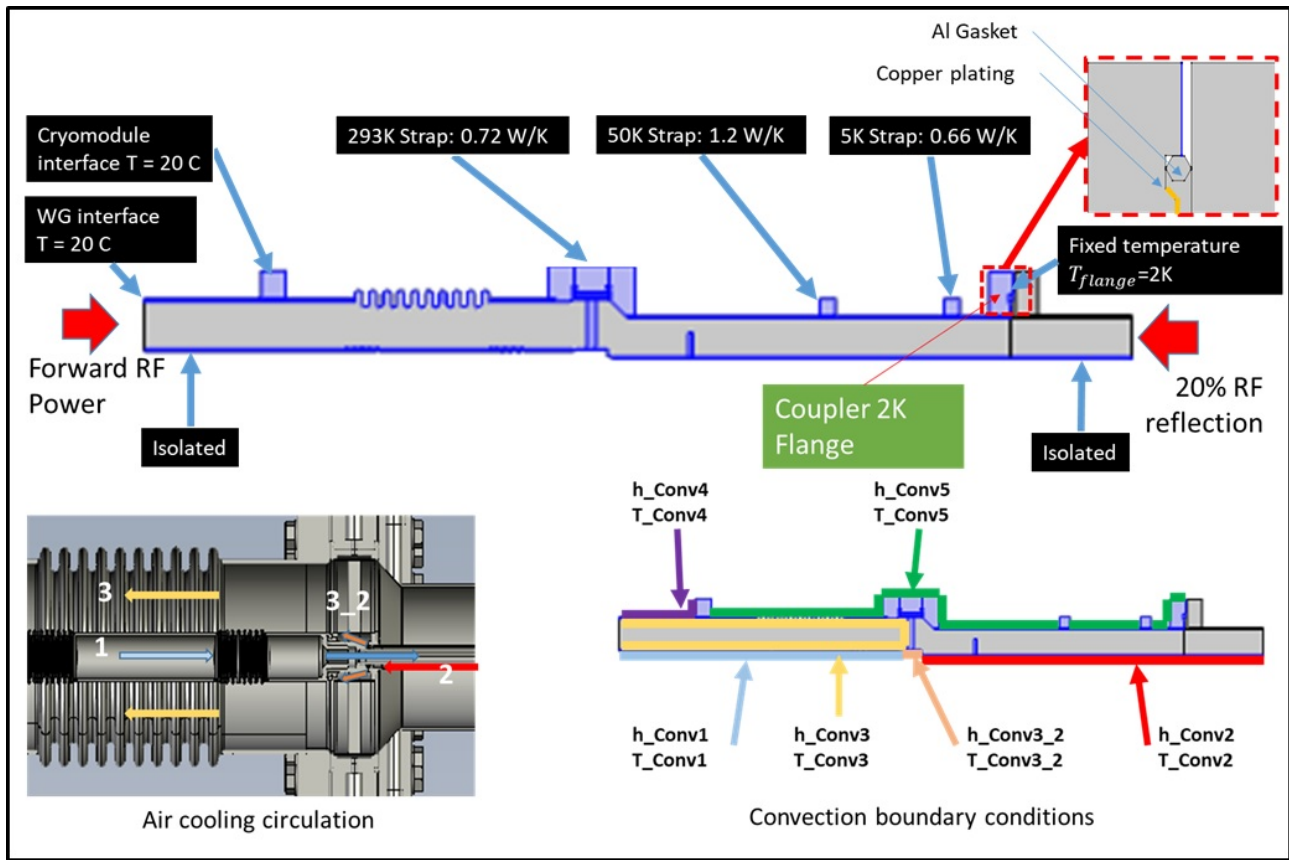 Al Gasket
Copper plating
Cryomodule
interface T = 20 C
293K Strap: 0.72 W/K
50K Strap: 1.2 W/K
5K Strap: 0.66 W/K
WG interface
T = 20 C
Fixed temperature
T_flange=2K
Forward RF
Power
Isolated
Coupler 2K
Flange
20% RF
reflection
Isolated
h_Conv4
T_Conv4
h_Conv5
T_Conv5
3
3_2
1
2
h_Conv1
T_Conv1
h_Conv3
T_Conv3
h_Conv3_2
T_Conv3_2
h_Conv2
T_Conv2
Air cooling circulation
Convection boundary conditions